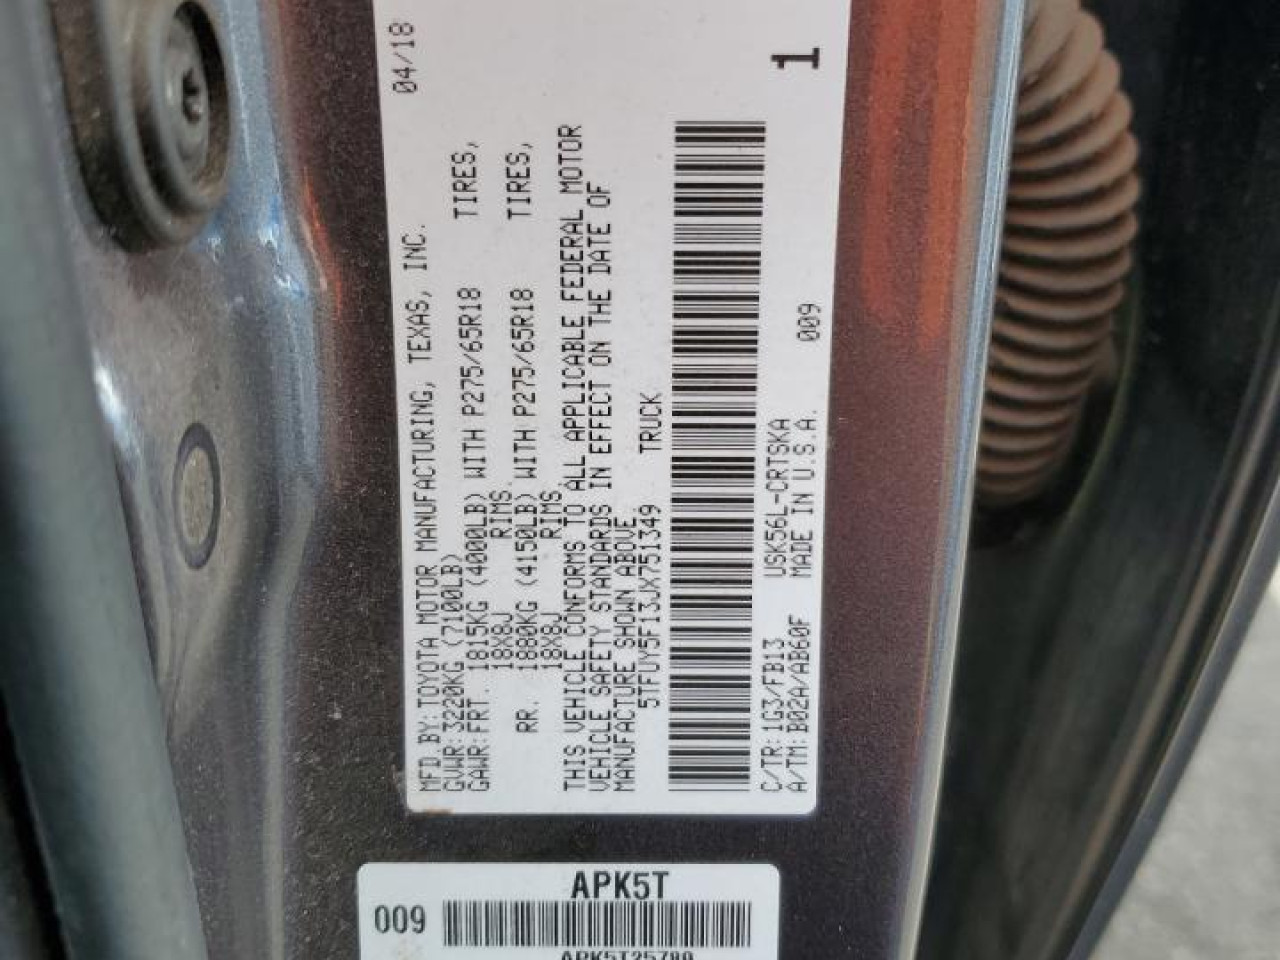 04/18
MFD BY: TOYOTA MOTOR MANUFACTURING, TEXAS, INC.
GVWR: 3220KG (7100LB)
GAWR: FRT. 1815KG (4000LB) WITH P275/65R18 TIRES,
18X8J RIMS.
RR. 1880KG (4150LB) WITH P275/65R18 TIRES,
18X8J RIMS.
THIS VEHICLE CONFORMS TO ALL APPLICABLE FEDERAL MOTOR
VEHICLE SAFETY STANDARDS IN EFFECT ON THE DATE OF
MANUFACTURE SHOWN ABOVE
5TFUY5F13JX751349 TRUCK
C/TR: 1G3/FB13 USK56L-CRTSKA
A/TM: B02A/AB60F MADE IN U.S.A. 009
1
APK5T
009
APK5T25780